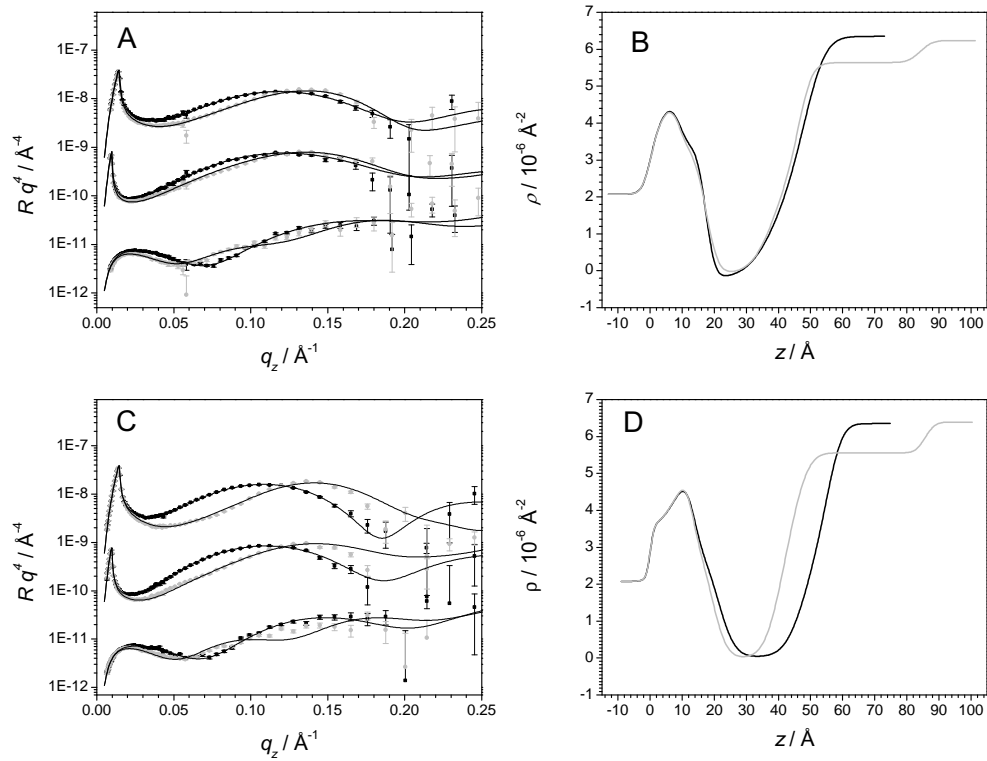 A
1E-7
1E-8
1E-9
1E-10
1E-11
1E-12
R q⁴ / Å⁻⁴
0.00 0.05 0.10 0.15 0.20 0.25
q_z / Å⁻¹
B
7
6
5
4
3
2
1
0
-1
ρ / 10⁻⁶ Å⁻²
-10 0 10 20 30 40 50 60 70 80 90 100
z / Å
C
1E-7
1E-8
1E-9
1E-10
1E-11
1E-12
R q⁴ / Å⁻⁴
0.00 0.05 0.10 0.15 0.20 0.25
q_z / Å⁻¹
D
7
6
5
4
3
2
1
0
-1
ρ / 10⁻⁶ Å⁻²
-10 0 10 20 30 40 50 60 70 80 90 100
z / Å